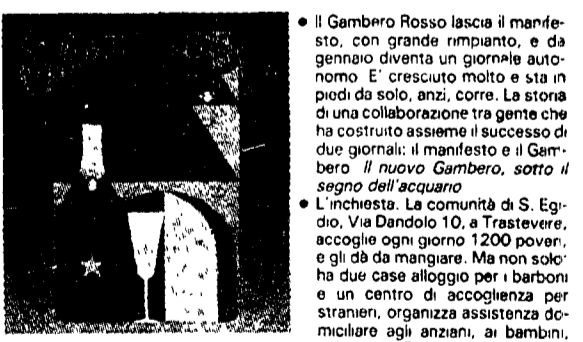 ● Il Gambero Rosso lascia il manife-
sto, con grande rimpianto, e da
gennaio diventa un giornale auto-
nomo E' cresciuto molto e sta in
piedi da solo, anzi, corre. La storia
di una collaborazione tra gente che
ha costruito assieme il successo di
due giornali: il manifesto e il Gam-
bero Il nuovo Gambero, sotto il
segno dell'acquario
● L'inchiesta. La comunità di S. Egi-
dio, Via Dandolo 10, a Trastevere,
accoglie ogni giorno 1200 poveri,
e gli dà da mangiare. Ma non solo:
ha due case alloggio per i barboni
e un centro di accoglienza per
stranieri, organizza assistenza do-
miciliare agli anziani, ai bambini,